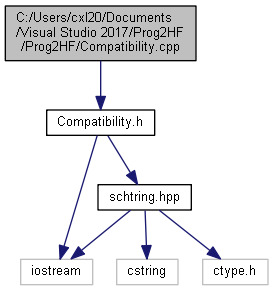 C:/Users/cxl20/Documents
/Visual Studio 2017/Prog2HF
/Prog2HF/Compatibility.cpp
Compatibility.h
schtring.hpp
iostream
cstring
ctype.h